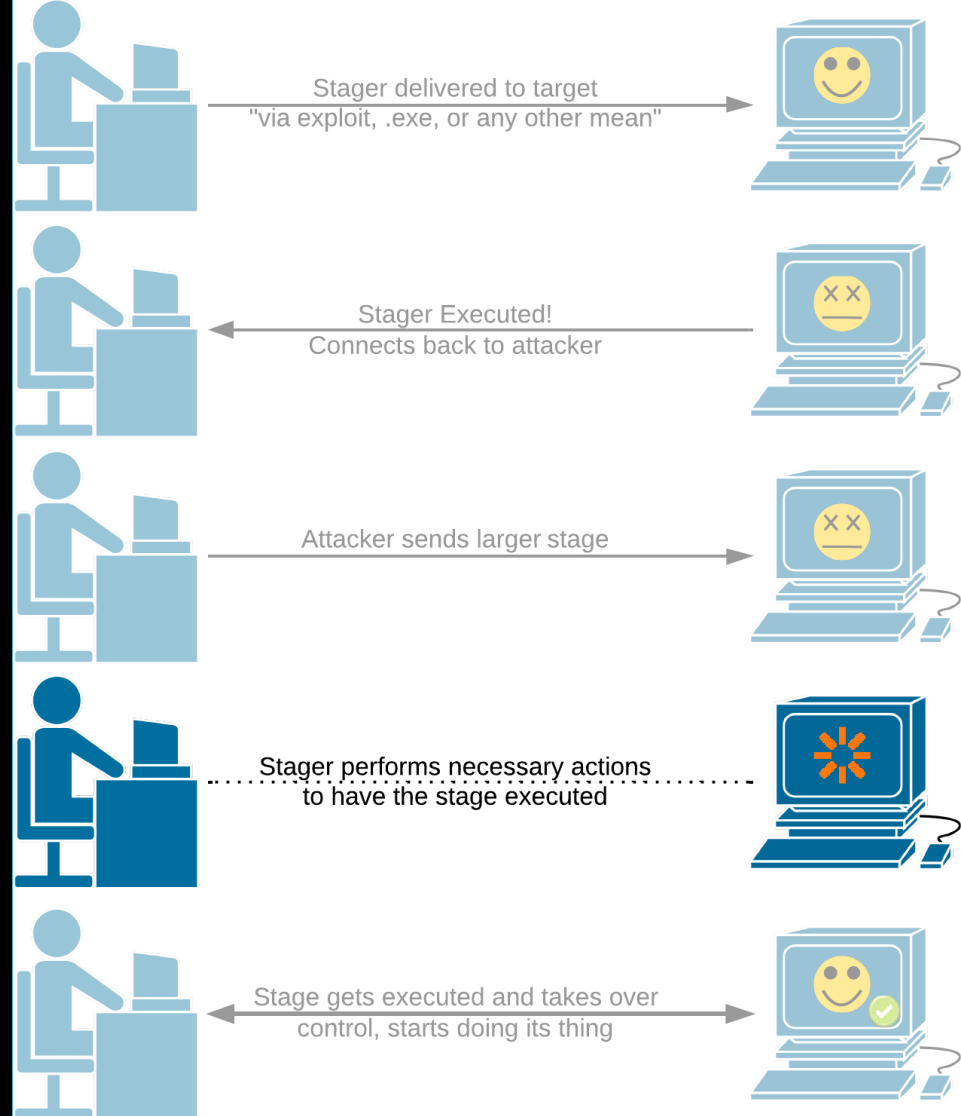 Stager delivered to target
"via exploit, .exe, or any other mean"
Stager Executed!
Connects back to attacker
Attacker sends larger stage
Stager performs necessary actions
to have the stage executed
Stage gets executed and takes over
control, starts doing its thing